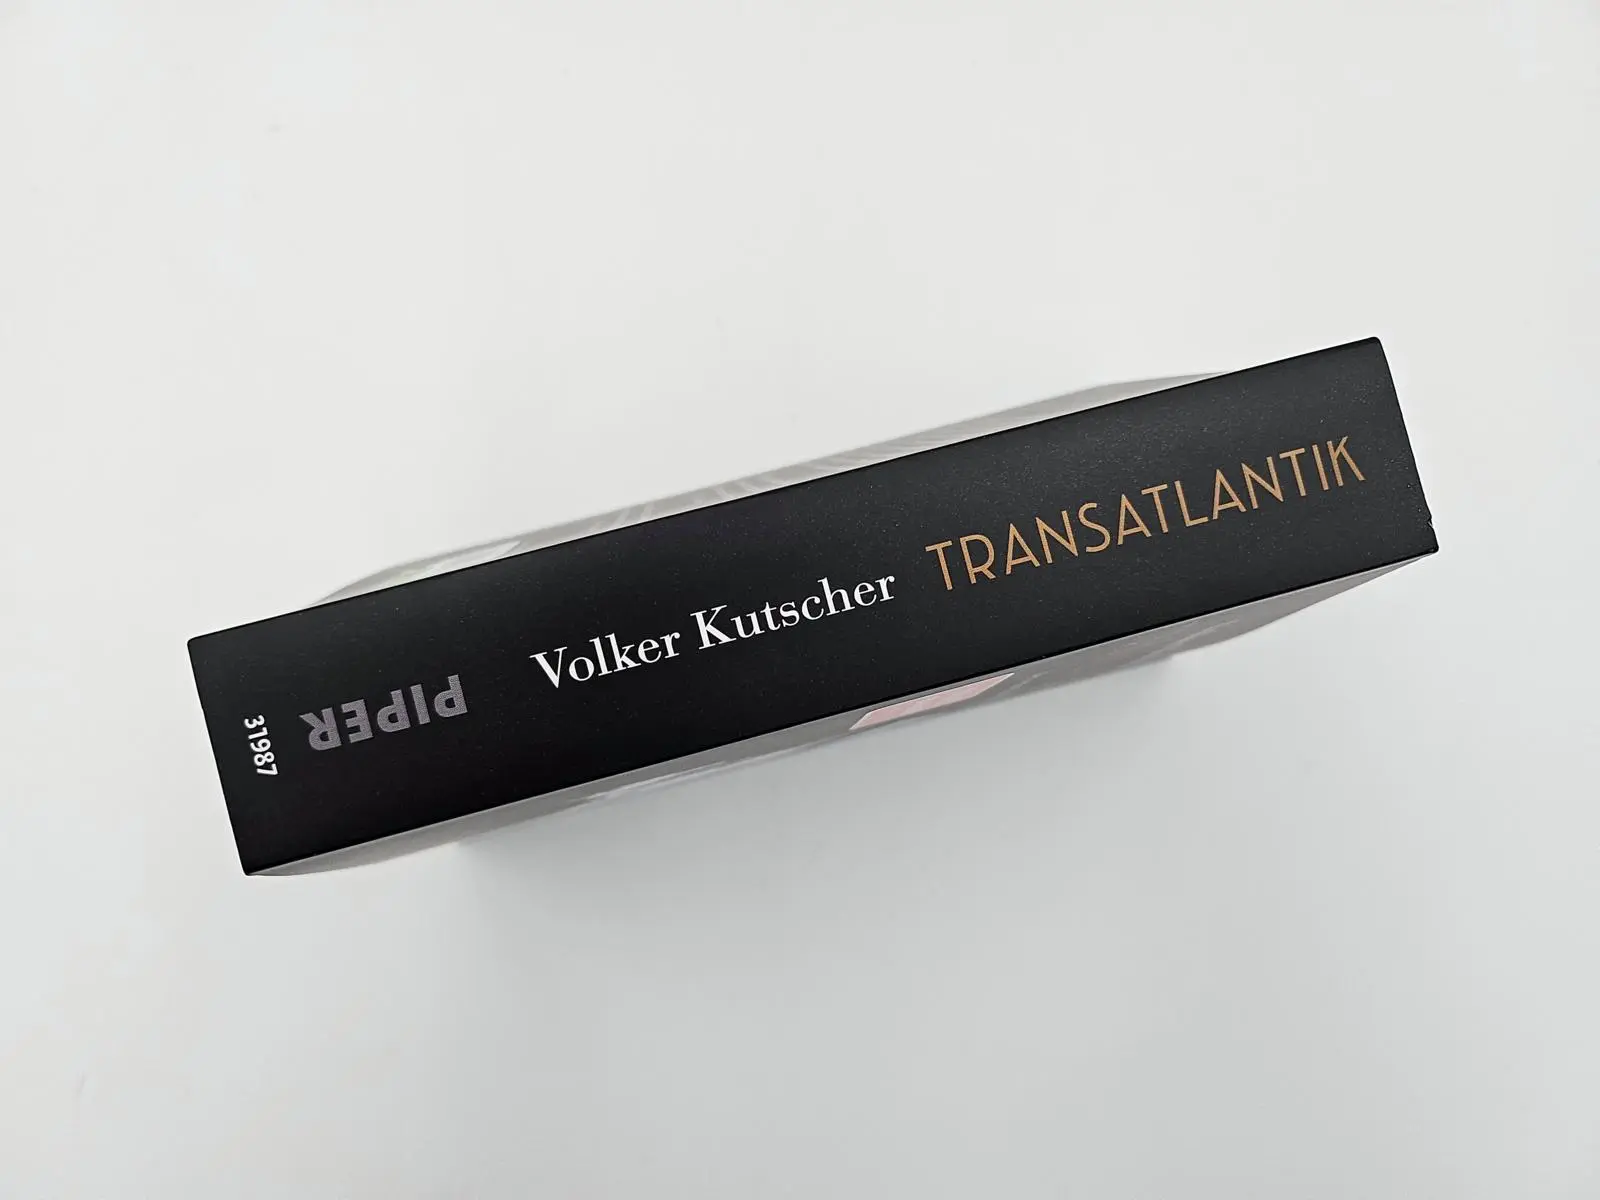 31987
PIPER
Volker Kutscher
TRANSATLANTIK